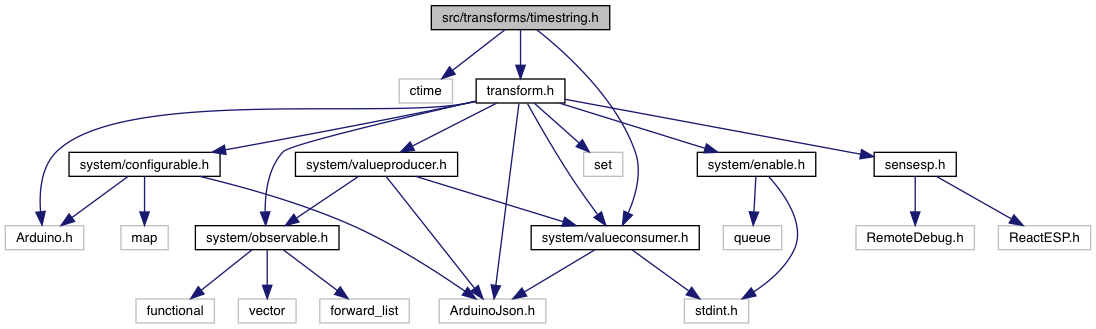 src/transforms/timestring.h
ctime
transform.h
system/configurable.h
system/valueproducer.h
set
system/enable.h
sensesp.h
Arduino.h
map
system/observable.h
system/valueconsumer.h
queue
RemoteDebug.h
ReactESP.h
functional
vector
forward_list
ArduinoJson.h
stdint.h